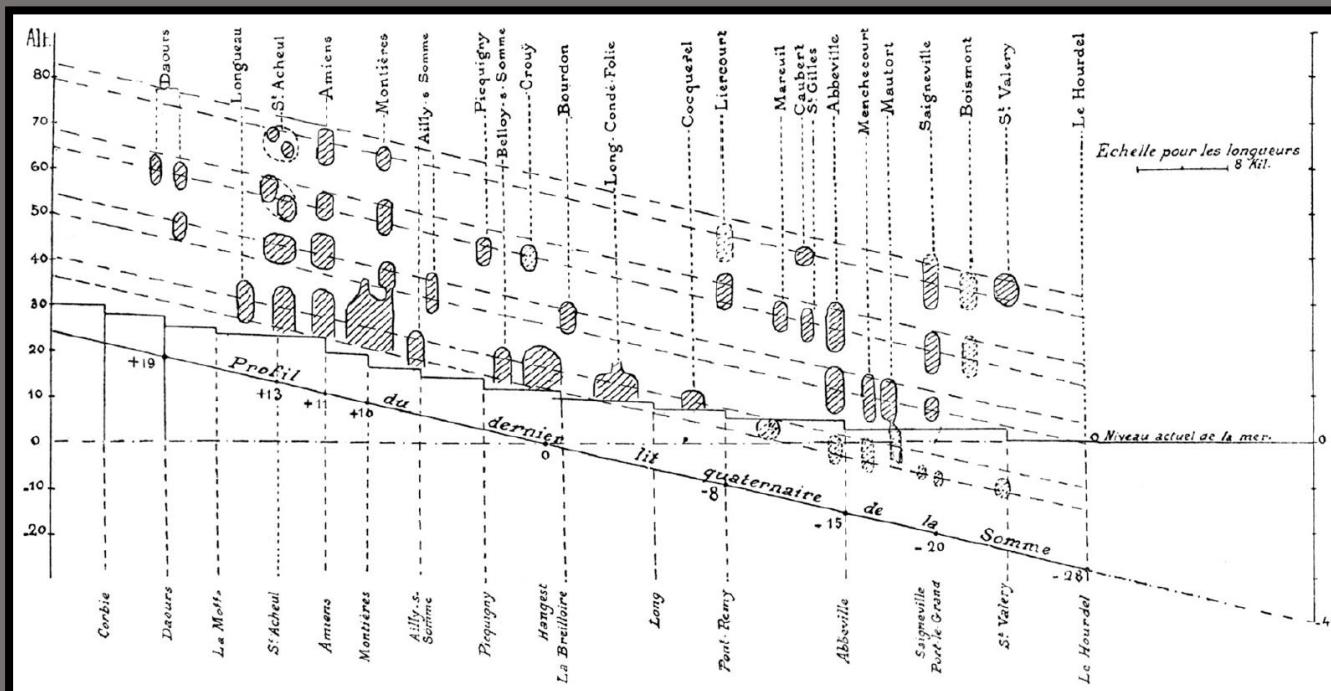 Alt.
Daours
Longueau
St Acheul
Amiens
Montières
Ailly-s-Somme
Picquigny
Belloy-s-Somme
Crouÿ
Bourdon
Long-Condé-Folie
Cocquerel
Liercourt
Mareuil
Caubert
St Gilles
Abbeville
Menchecourt
Mautort
Saigneville
Boismont
St Valery
Le Hourdel
Echelle pour les longueurs
8 Kil.
80
70
60
50
40
30
20
10
0
-10
-20
+19
+13
+11
+10
0
-8
-15
-20
-28
Profil du dernier lit quaternaire de la Somme
Niveau actuel de la mer.
0
-4
Corbie
Daours
La Motte
St Acheul
Amiens
Montières
Ailly.s.
Somme
Picquigny
Hangest
La Breilloire
Long
Pont-Remy
Abbeville
Saigneville
Port-le-Grand
St Valery
Le Hourdel